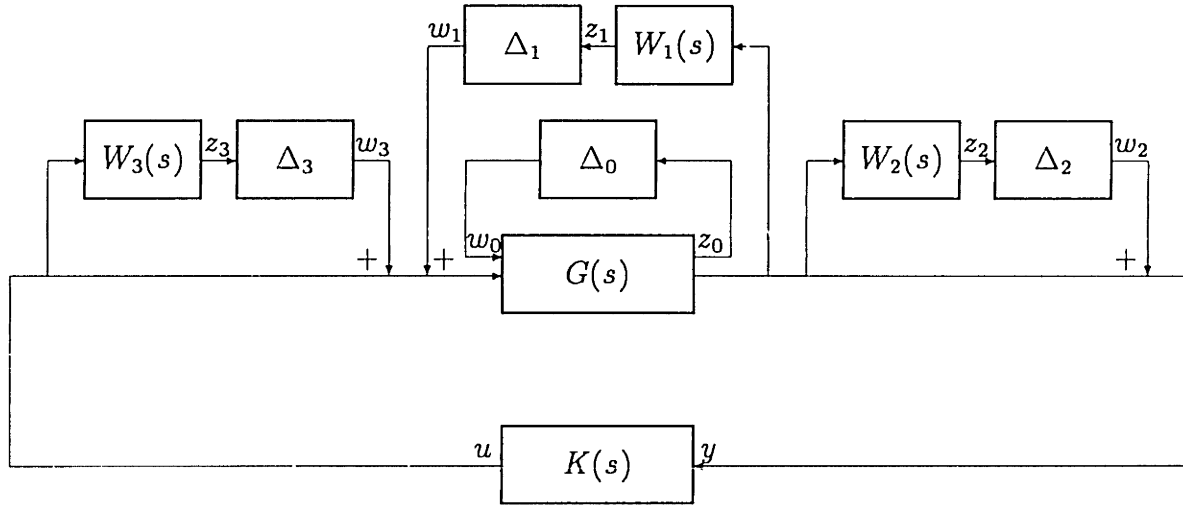 w₁ Δ₁ z₁ W₁(s)
W₃(s) z₃ Δ₃ w₃ Δ₀ W₂(s) z₂ Δ₂ w₂
+ + w₀ G(s) z₀ +
u K(s) y